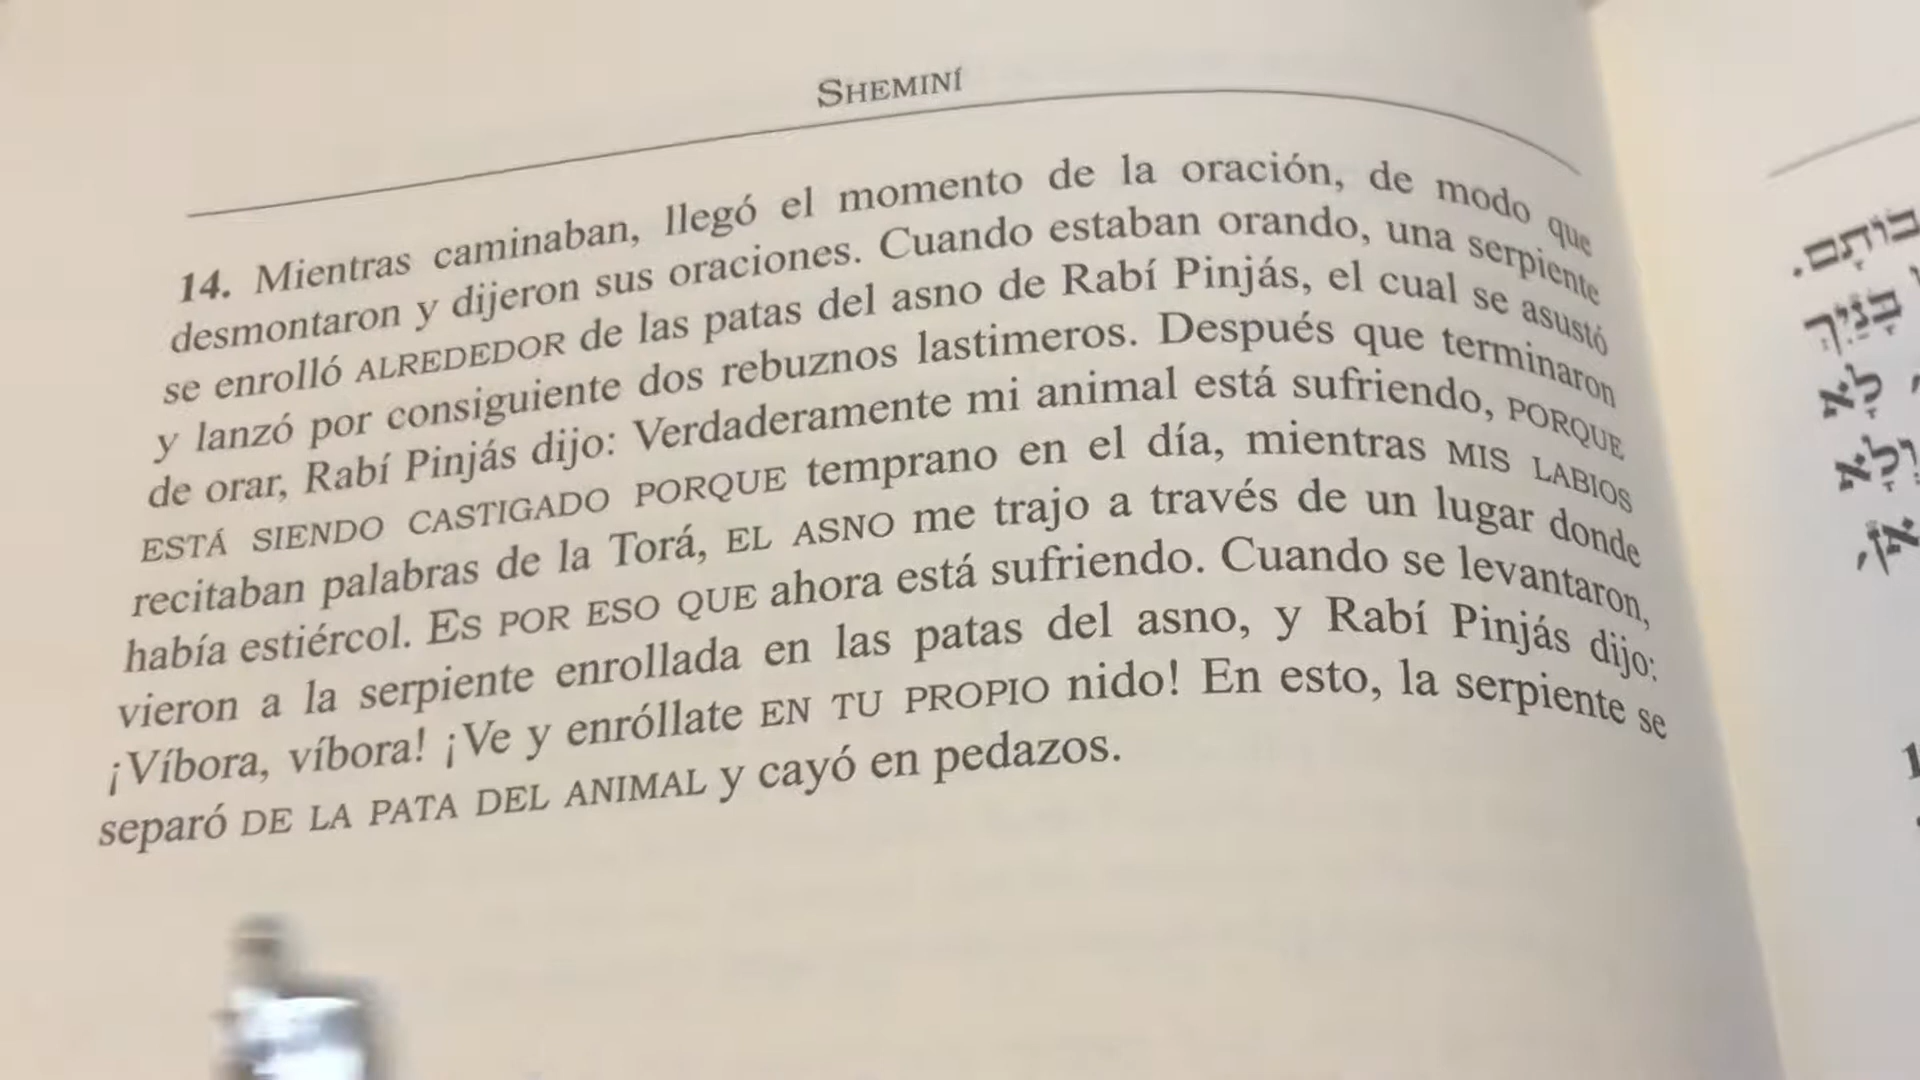 SHEMINÍ
14. Mientras caminaban, llegó el momento de la oración, de modo que
desmontaron y dijeron sus oraciones. Cuando estaban orando, una serpiente
se enrolló ALREDEDOR de las patas del asno de Rabí Pinjás, el cual se asustó
y lanzó por consiguiente dos rebuznos lastimeros. Después que terminaron
de orar, Rabí Pinjás dijo: Verdaderamente mi animal está sufriendo, PORQUE
ESTÁ SIENDO CASTIGADO PORQUE temprano en el día, mientras MIS LABIOS
recitaban palabras de la Torá, EL ASNO me trajo a través de un lugar donde
había estiércol. ES POR ESO QUE ahora está sufriendo. Cuando se levantaron,
vieron a la serpiente enrollada en las patas del asno, y Rabí Pinjás dijo:
¡Víbora, víbora! ¡Ve y enróllate EN TU PROPIO nido! En esto, la serpiente se
separó DE LA PATA DEL ANIMAL y cayó en pedazos.
בָּנַיִךְ
לָא
וְלָא